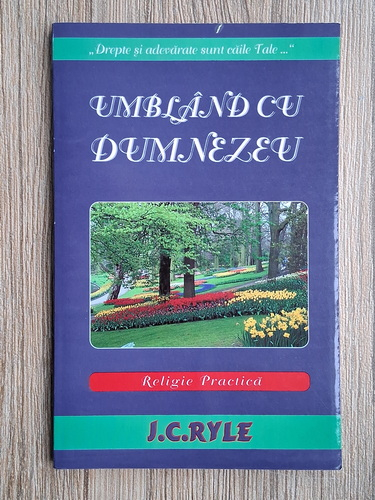 „Drepte și adevărate sunt căile Tale ...“
UMBLÂND CU
DUMNEZEU
Religie Practică
J.C.RYLE